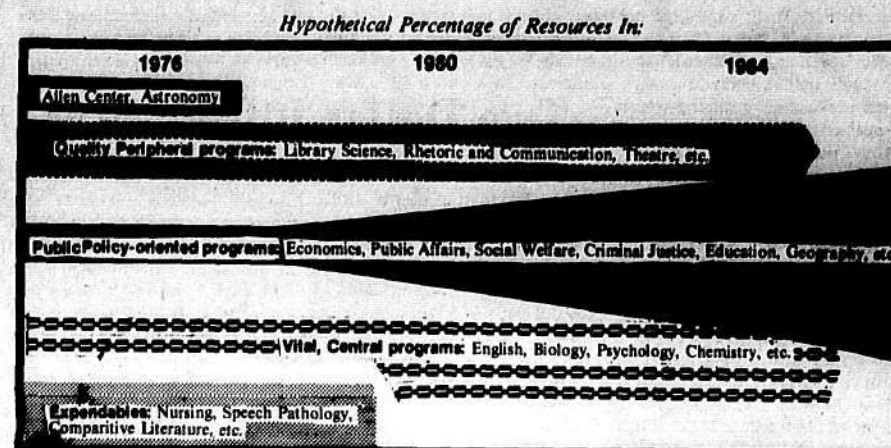 Hypothetical Percentage of Resources In:
1976 1980 1984
Allen Center, Astronomy
Quality Peripheral programs: Library Science, Rhetoric and Communication, Theatre, etc.
Public Policy-oriented programs: Economics, Public Affairs, Social Welfare, Criminal Justice, Education, Geography, etc
Vital, Central programs: English, Biology, Psychology, Chemistry, etc.
Expendables: Nursing, Speech Pathology,
Comparitive Literature, etc.